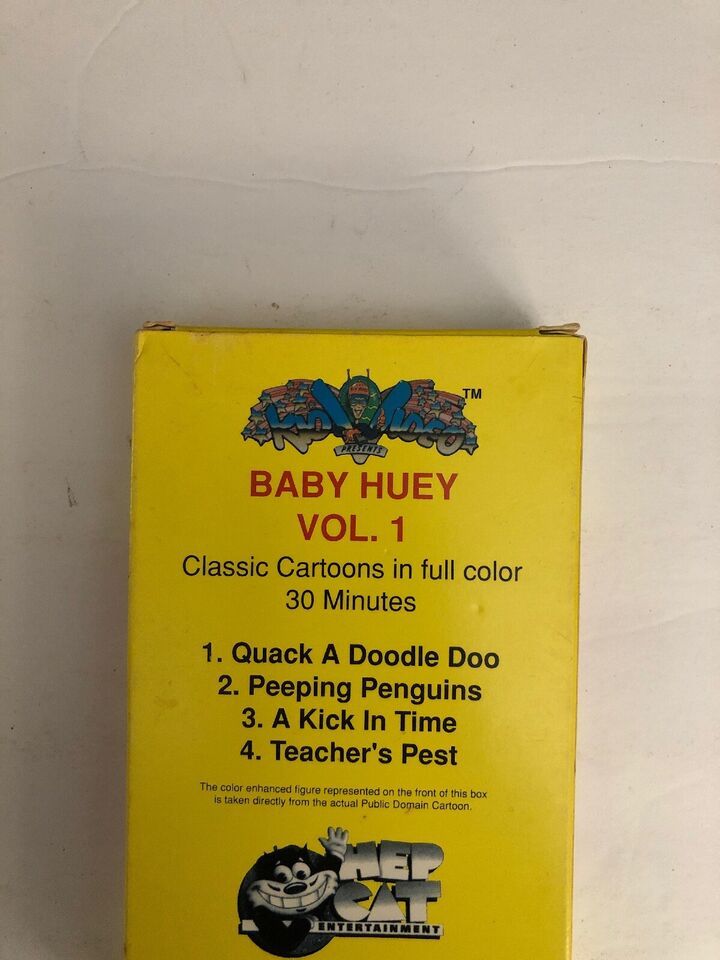 KID VIDEO
TM
PRESENTS
BABY HUEY
VOL. 1
Classic Cartoons in full color
30 Minutes
1. Quack A Doodle Doo
2. Peeping Penguins
3. A Kick In Time
4. Teacher's Pest
The color enhanced figure represented on the front of this box
is taken directly from the actual Public Domain Cartoon.
HEP
CAT
ENTERTAINMENT